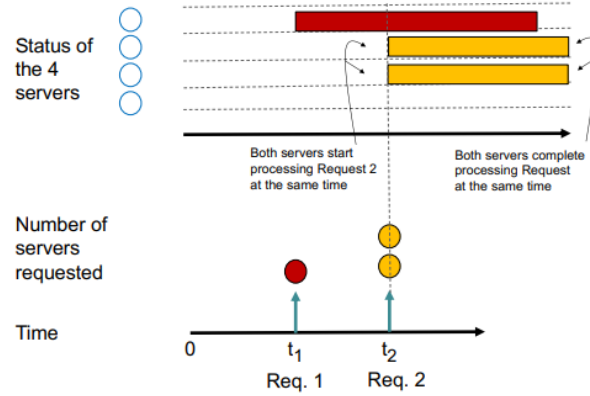 Status of
the 4
servers
Both servers start
processing Request 2
at the same time
Both servers complete
processing Request
at the same time
Number of
servers
requested
Time
0
t1
t2
Req. 1
Req. 2